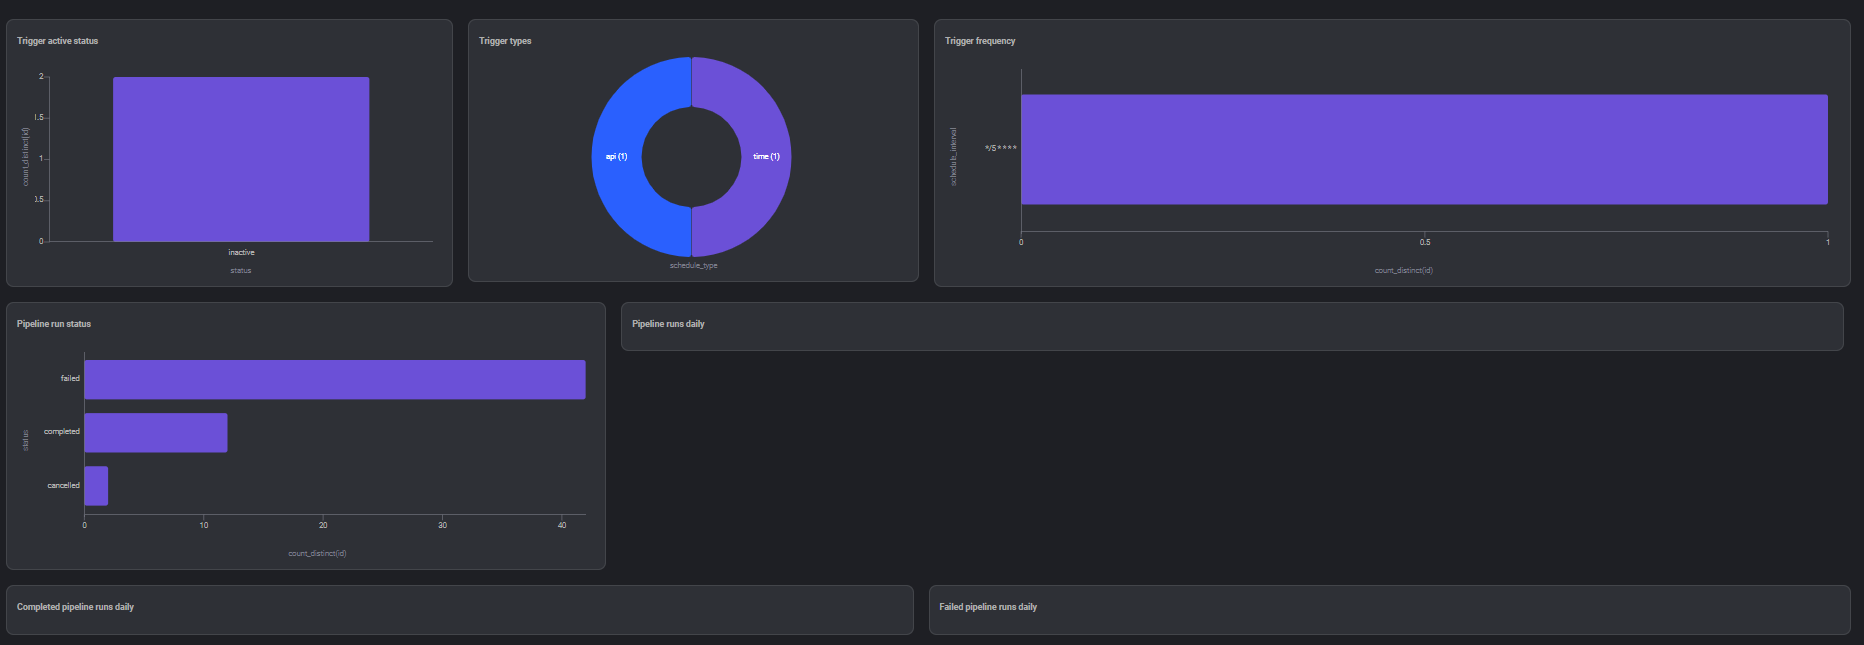 Trigger active status
2
1.5
1
0.5
0
count_distinct(id)
inactive
status
Trigger types
api (1)
time (1)
schedule_type
Trigger frequency
schedule_interval
*/5 * * * *
0
0.5
1
count_distinct(id)
Pipeline run status
status
failed
completed
cancelled
0
10
20
30
40
count_distinct(id)
Pipeline runs daily
Completed pipeline runs daily
Failed pipeline runs daily